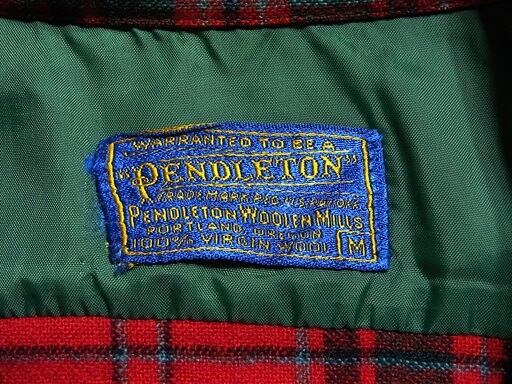 WARRANTED TO BE A
"PENDLETON"
TRADE MARK REG. U.S. PAT. OFF.
PENDLETON WOOLEN MILLS
PORTLAND, OREGON
100% VIRGIN WOOL M